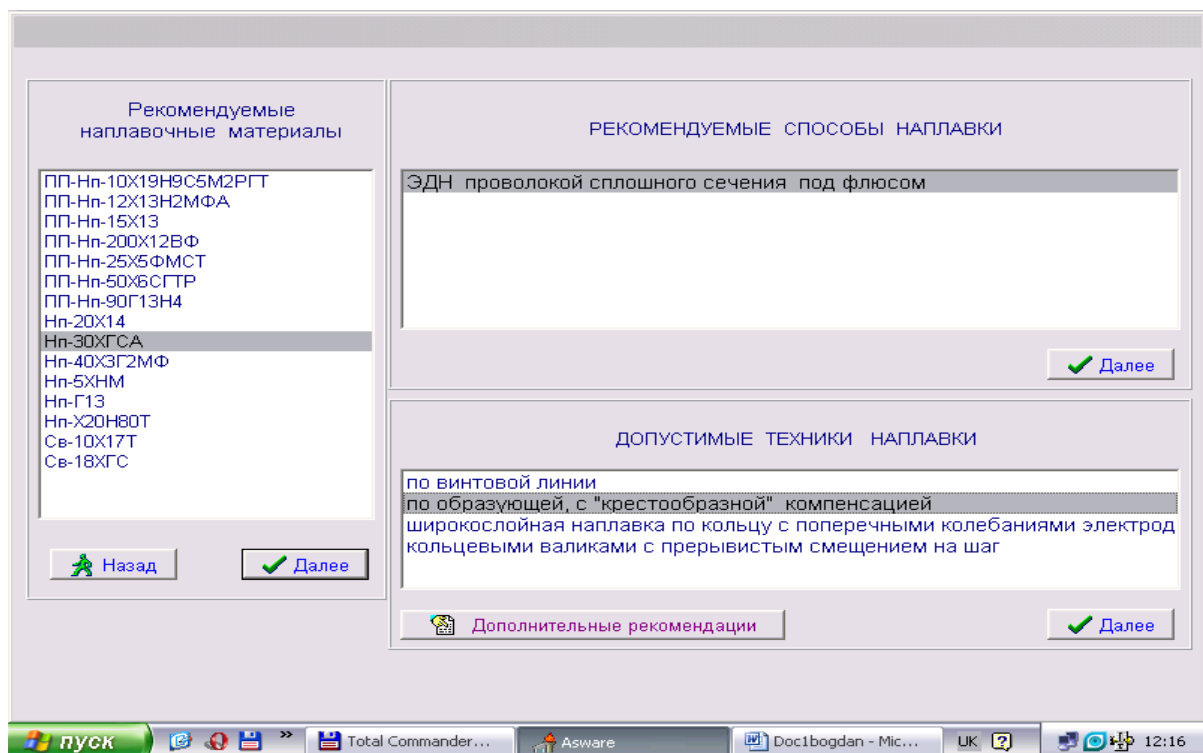 Рекомендуемые
наплавочные материалы
ПП-Нп-10Х19Н9С5М2РГТ
ПП-Нп-12Х13Н2МФА
ПП-Нп-15Х13
ПП-Нп-200Х12ВФ
ПП-Нп-25Х5ФМСТ
ПП-Нп-50Х6СГТР
ПП-Нп-90Г13Н4
Нп-20Х14
Нп-30ХГСА
Нп-40Х3Г2МФ
Нп-5ХНМ
Нп-Г13
Нп-Х20Н80Т
Св-10Х17Т
Св-18ХГС
Назад
Далее
РЕКОМЕНДУЕМЫЕ СПОСОБЫ НАПЛАВКИ
ЭДН проволокой сплошного сечения под флюсом
Далее
ДОПУСТИМЫЕ ТЕХНИКИ НАПЛАВКИ
по винтовой линии
по образующей, с "крестообразной" компенсацией
широкослойная наплавка по кольцу с поперечными колебаниями электрод
кольцевыми валиками с прерывистым смещением на шаг
Дополнительные рекомендации
Далее
пуск
»
Total Commander...
Asware
Doc1bogdan - Mic...
UK
?
12:16